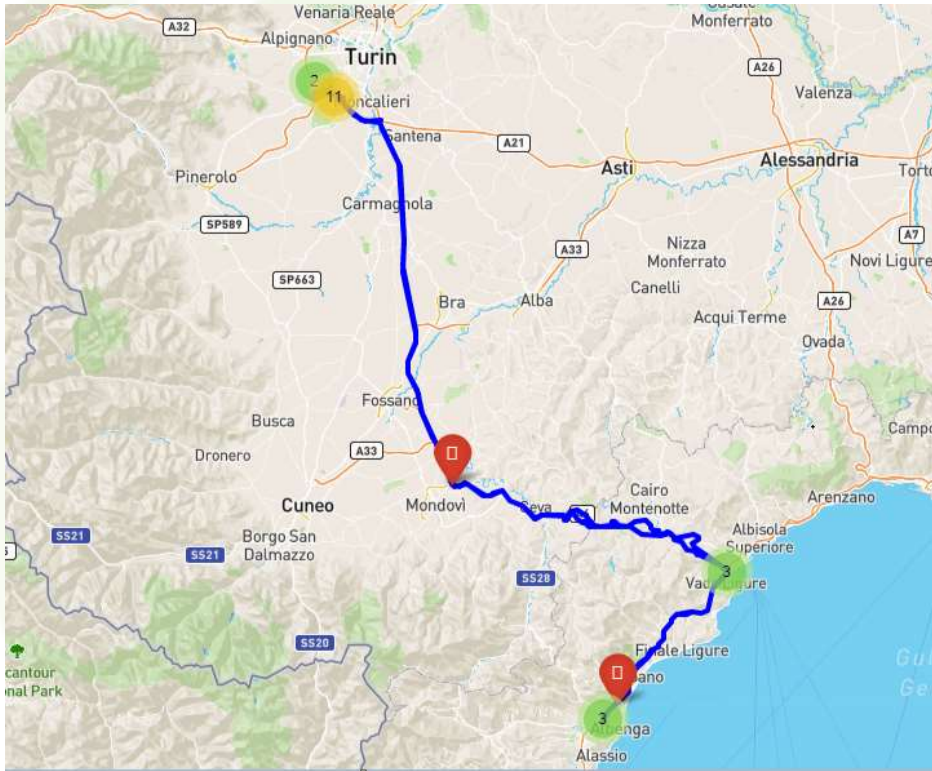 Casale
Monferrato
Venaria Reale
A32
Alpignano
Turin
A26
Valenza
2
11
Moncalieri
Santena
A21
Asti
Alessandria
Pinerolo
Carmagnola
SP589
A33
A7
Nizza
Monferrato
Novi Ligure
SP663
Canelli
Bra
Alba
A26
Acqui Terme
Ovada
Fossano
Busca
A33
Dronero
Cuneo
Mondovì
Ceva
Cairo
Montenotte
Arenzano
Borgo San
Dalmazzo
SS21
SS21
Albisola
Superiore
SS28
3
Vado Ligure
SS20
Finale Ligure
3
Albenga
Alassio